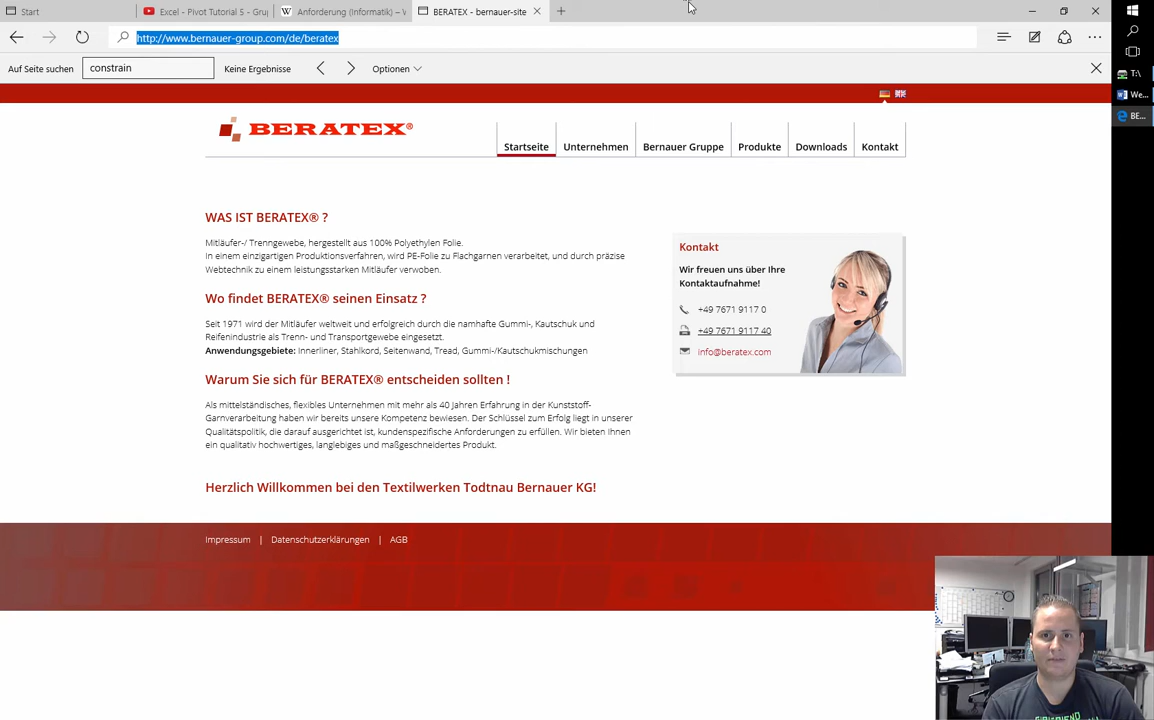 Start
Excel - Pivot Tutorial 5 - Grup
Anforderung (Informatik) – W
BERATEX - bernauer-site
http://www.bernauer-group.com/de/beratex
Auf Seite suchen
constrain
Keine Ergebnisse
Optionen
T:\
We...
BE...
BERATEX®
Startseite
Unternehmen
Bernauer Gruppe
Produkte
Downloads
Kontakt
WAS IST BERATEX® ?
Mitläufer-/ Trenngewebe, hergestellt aus 100% Polyethylen Folie.
In einem einzigartigen Produktionsverfahren, wird PE-Folie zu Flachgarnen verarbeitet, und durch präzise
Webtechnik zu einem leistungsstarken Mitläufer verwoben.
Wo findet BERATEX® seinen Einsatz ?
Seit 1971 wird der Mitläufer weltweit und erfolgreich durch die namhafte Gummi-, Kautschuk und
Reifenindustrie als Trenn- und Transportgewebe eingesetzt.
Anwendungsgebiete: Innerliner, Stahlkord, Seitenwand, Tread, Gummi-/Kautschukmischungen
Warum Sie sich für BERATEX® entscheiden sollten !
Als mittelständisches, flexibles Unternehmen mit mehr als 40 Jahren Erfahrung in der Kunststoff-
Garnverarbeitung haben wir bereits unsere Kompetenz bewiesen. Der Schlüssel zum Erfolg liegt in unserer
Qualitätspolitik, die darauf ausgerichtet ist, kundenspezifische Anforderungen zu erfüllen. Wir bieten Ihnen
ein qualitativ hochwertiges, langlebiges und maßgeschneidertes Produkt.
Herzlich Willkommen bei den Textilwerken Todtnau Bernauer KG!
Kontakt
Wir freuen uns über Ihre
Kontaktaufnahme!
+49 7671 9117 0
+49 7671 9117 40
info@beratex.com
Impressum | Datenschutzerklärungen | AGB